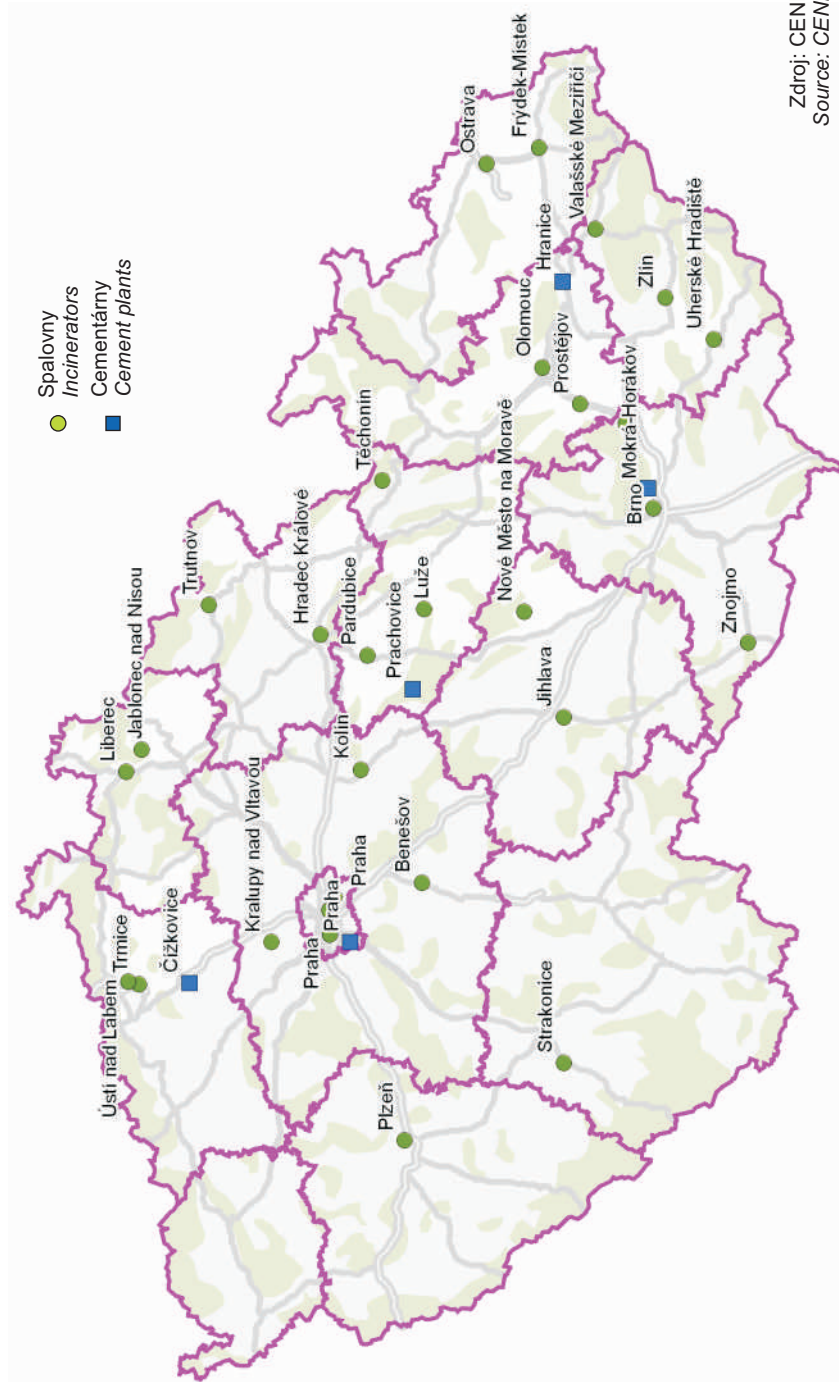 Spalovny
Incinerators
Cementárny
Cement plants
Liberec
Ústí nad Labem
Trmice
Jablonec nad Nisou
Čížkovice
Trutnov
Kralupy nad Vltavou
Hradec Králové
Praha
Praha
Kolín
Pardubice
Praha
Těchonín
Plzeň
Prachovice
Benešov
Luže
Ostrava
Nové Město na Moravě
Frýdek-Místek
Olomouc
Hranice
Strakonice
Jihlava
Prostějov
Valašské Meziříčí
Brno
Mokrá-Horákov
Zlín
Uherské Hradiště
Znojmo
Zdroj: CEN
Source: CEN